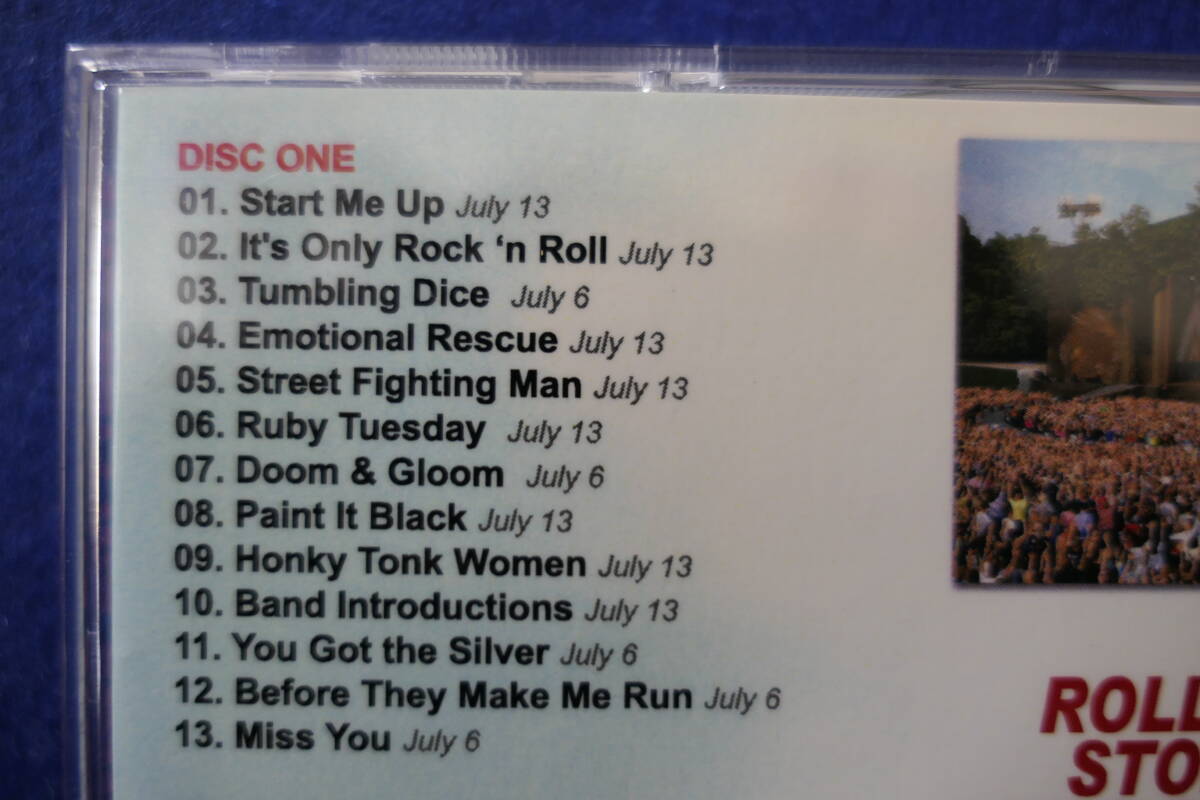 DISC ONE
01. Start Me Up July 13
02. It's Only Rock ‘n Roll July 13
03. Tumbling Dice July 6
04. Emotional Rescue July 13
05. Street Fighting Man July 13
06. Ruby Tuesday July 13
07. Doom & Gloom July 6
08. Paint It Black July 13
09. Honky Tonk Women July 13
10. Band Introductions July 13
11. You Got the Silver July 6
12. Before They Make Me Run July 6
13. Miss You July 6
ROLL
STO